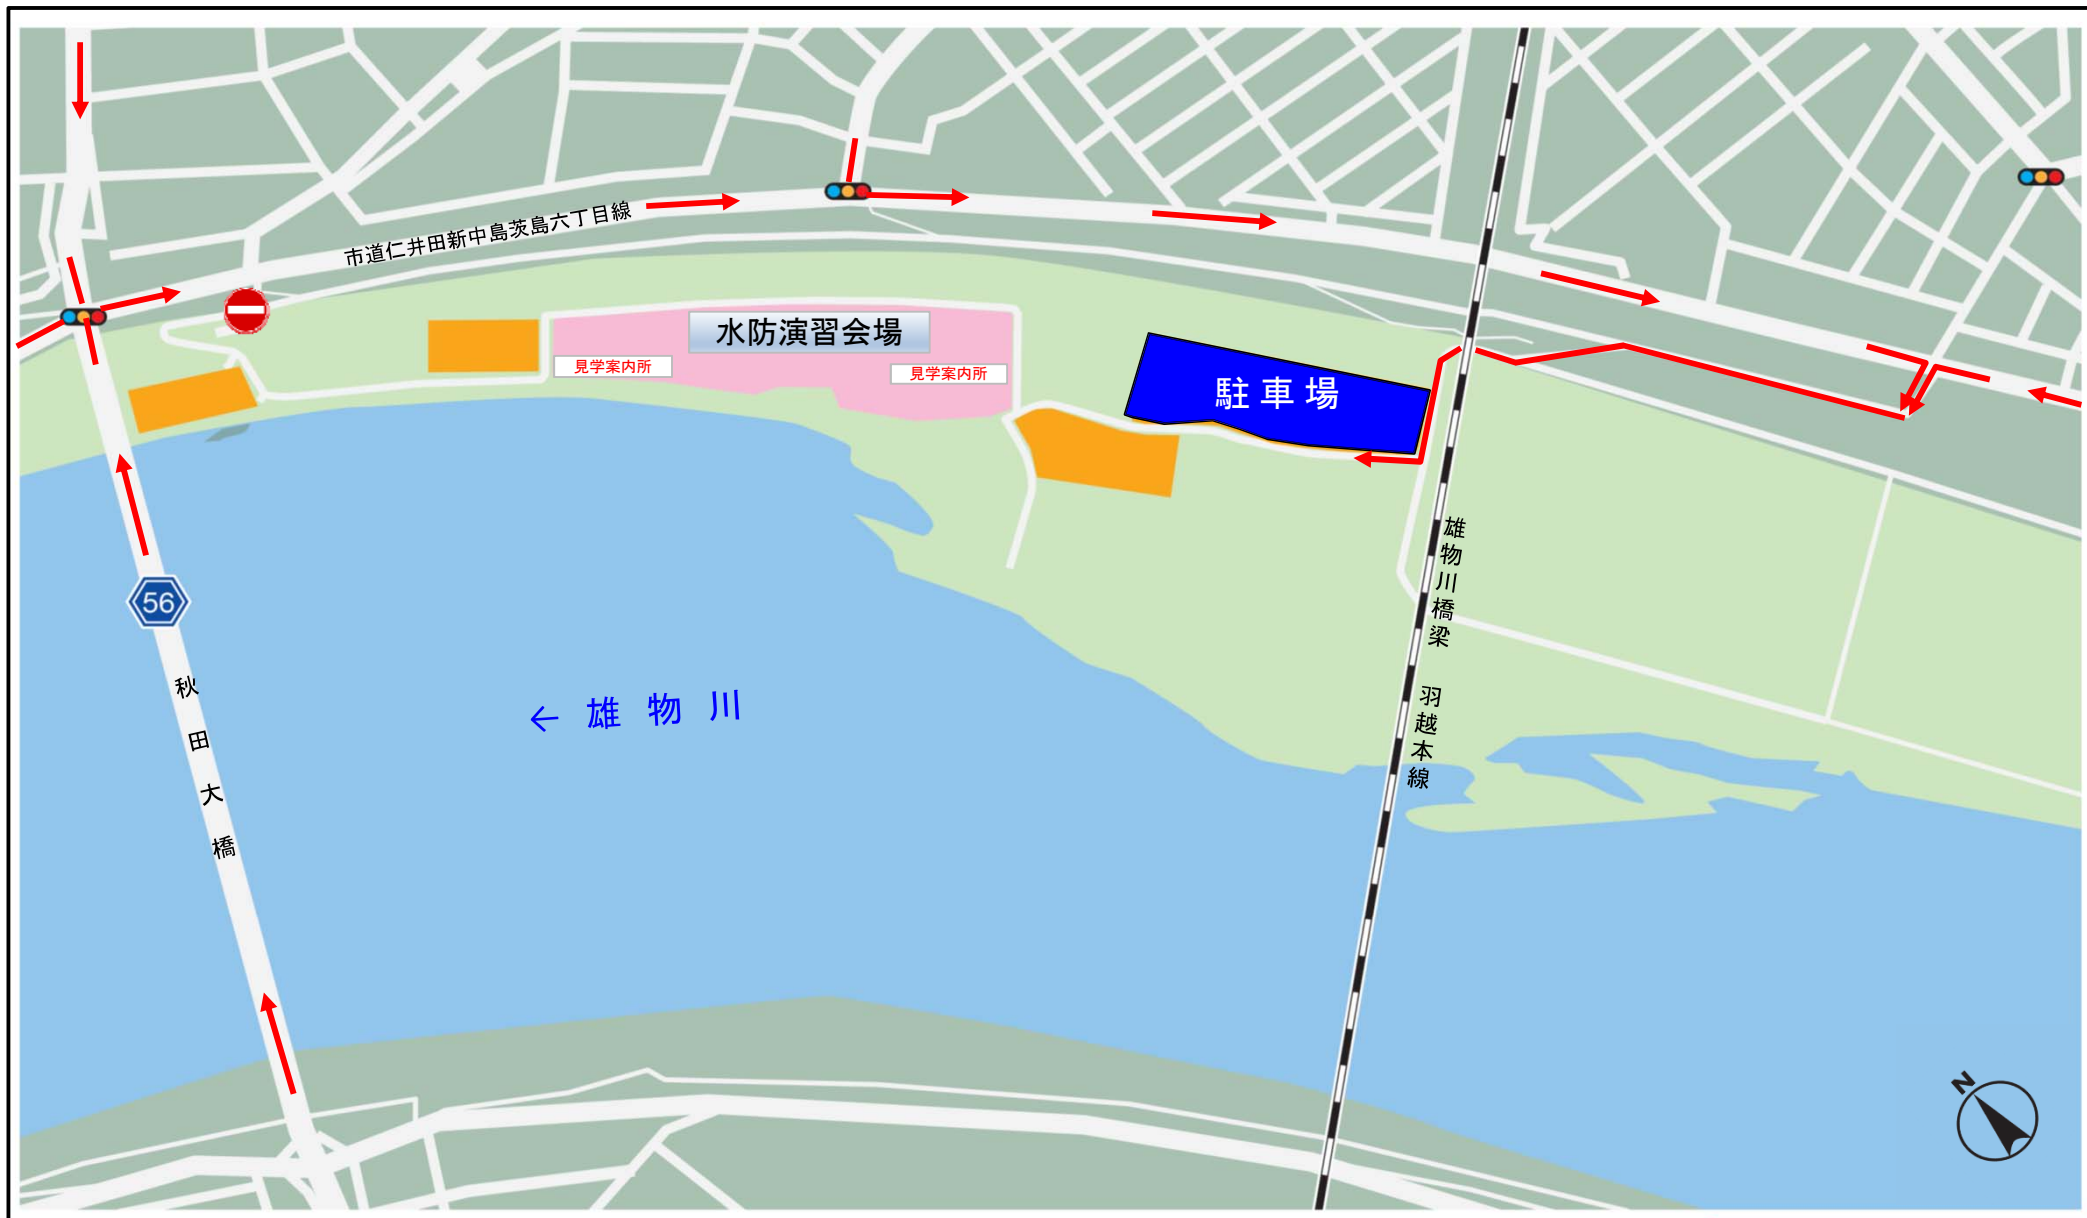 市道仁井田新中島茨島六丁目線
水防演習会場
見学案内所
見学案内所
駐車場
56
秋田大橋
← 雄物川
雄物川橋梁 羽越本線
N